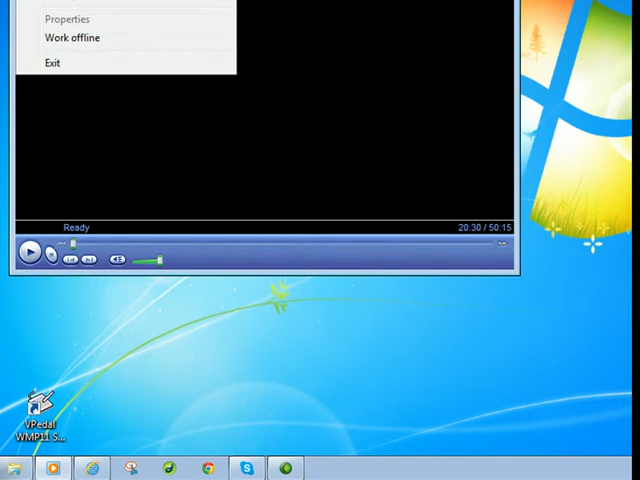 Properties
Work offline
Exit
Ready
20:30 / 50:15
VPedal
WMP11 S...